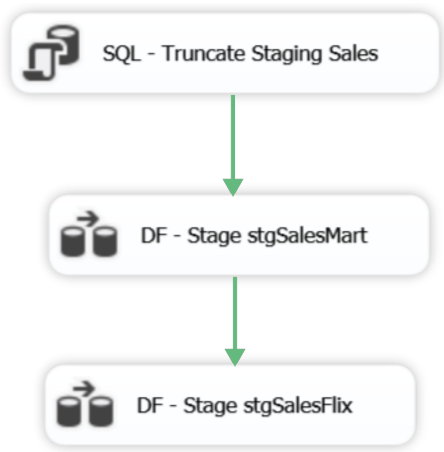 SQL - Truncate Staging Sales
DF - Stage stgSalesMart
DF - Stage stgSalesFlix